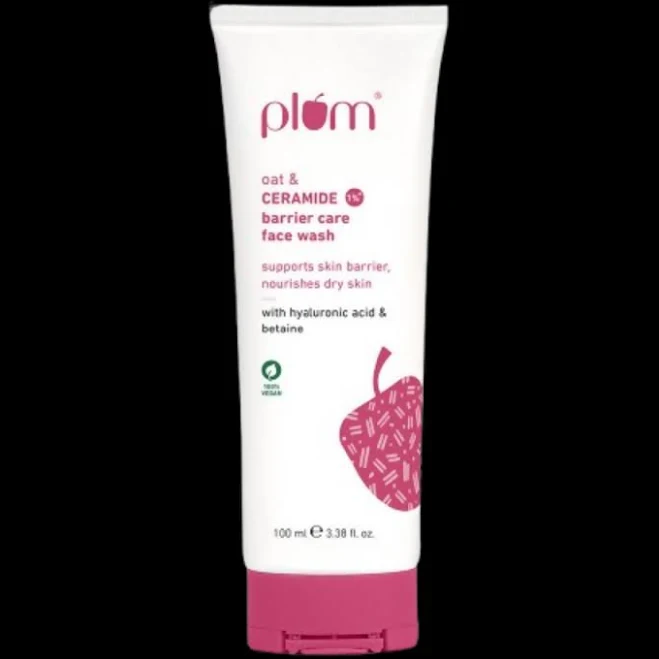 plum®
oat &
CERAMIDE 1%*
barrier care
face wash
supports skin barrier,
nourishes dry skin
with hyaluronic acid &
betaine
100%
VEGAN
100 ml ℮ 3.38 fl. oz.